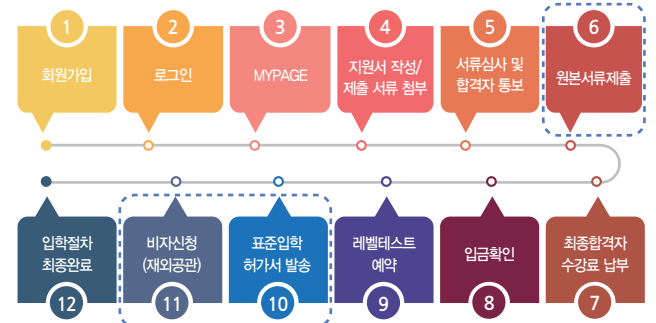 1
회원가입
2
로그인
3
MYPAGE
4
지원서 작성/
제출 서류 첨부
5
서류심사 및
합격자 통보
6
원본서류제출
7
최종합격자
수강료 납부
8
입금확인
9
레벨테스트
예약
10
표준입학
허가서 발송
11
비자신청
(재외공관)
12
입학절차
최종완료